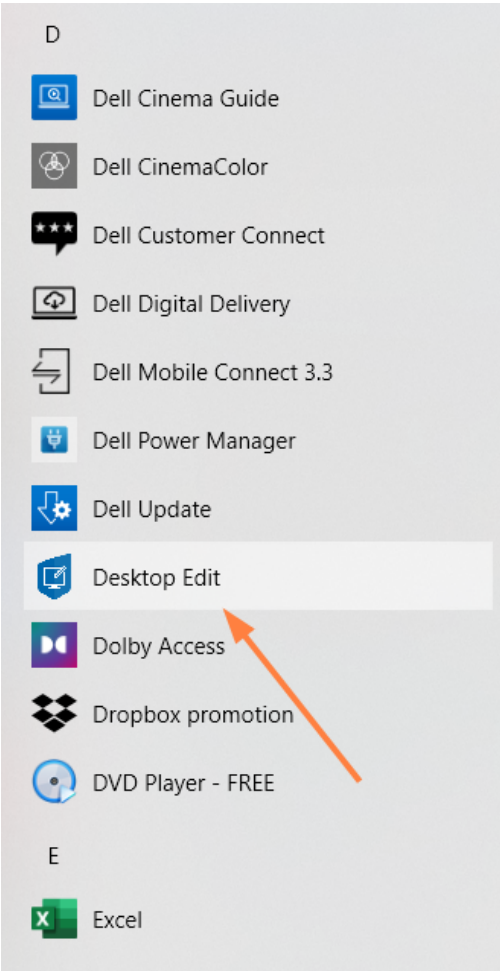 D
Dell Cinema Guide
Dell CinemaColor
Dell Customer Connect
Dell Digital Delivery
Dell Mobile Connect 3.3
Dell Power Manager
Dell Update
Desktop Edit
Dolby Access
Dropbox promotion
DVD Player - FREE
E
Excel